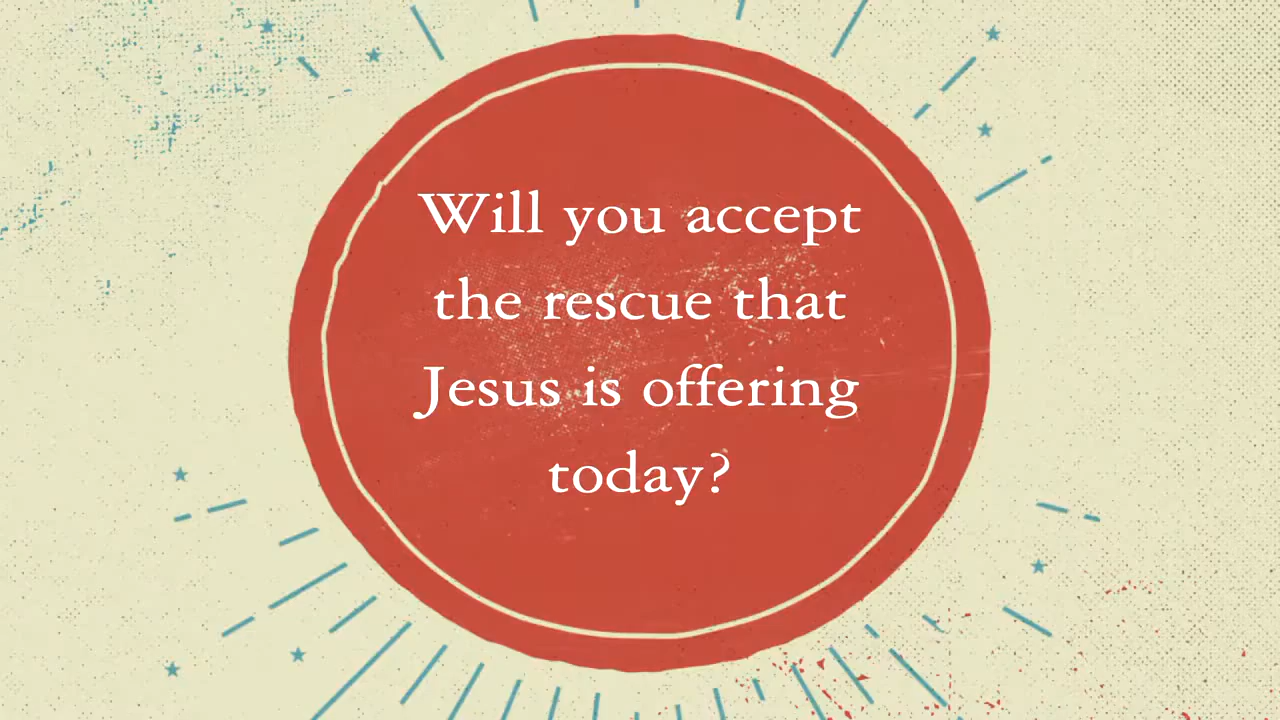 Will you accept
the rescue that
Jesus is offering
today?